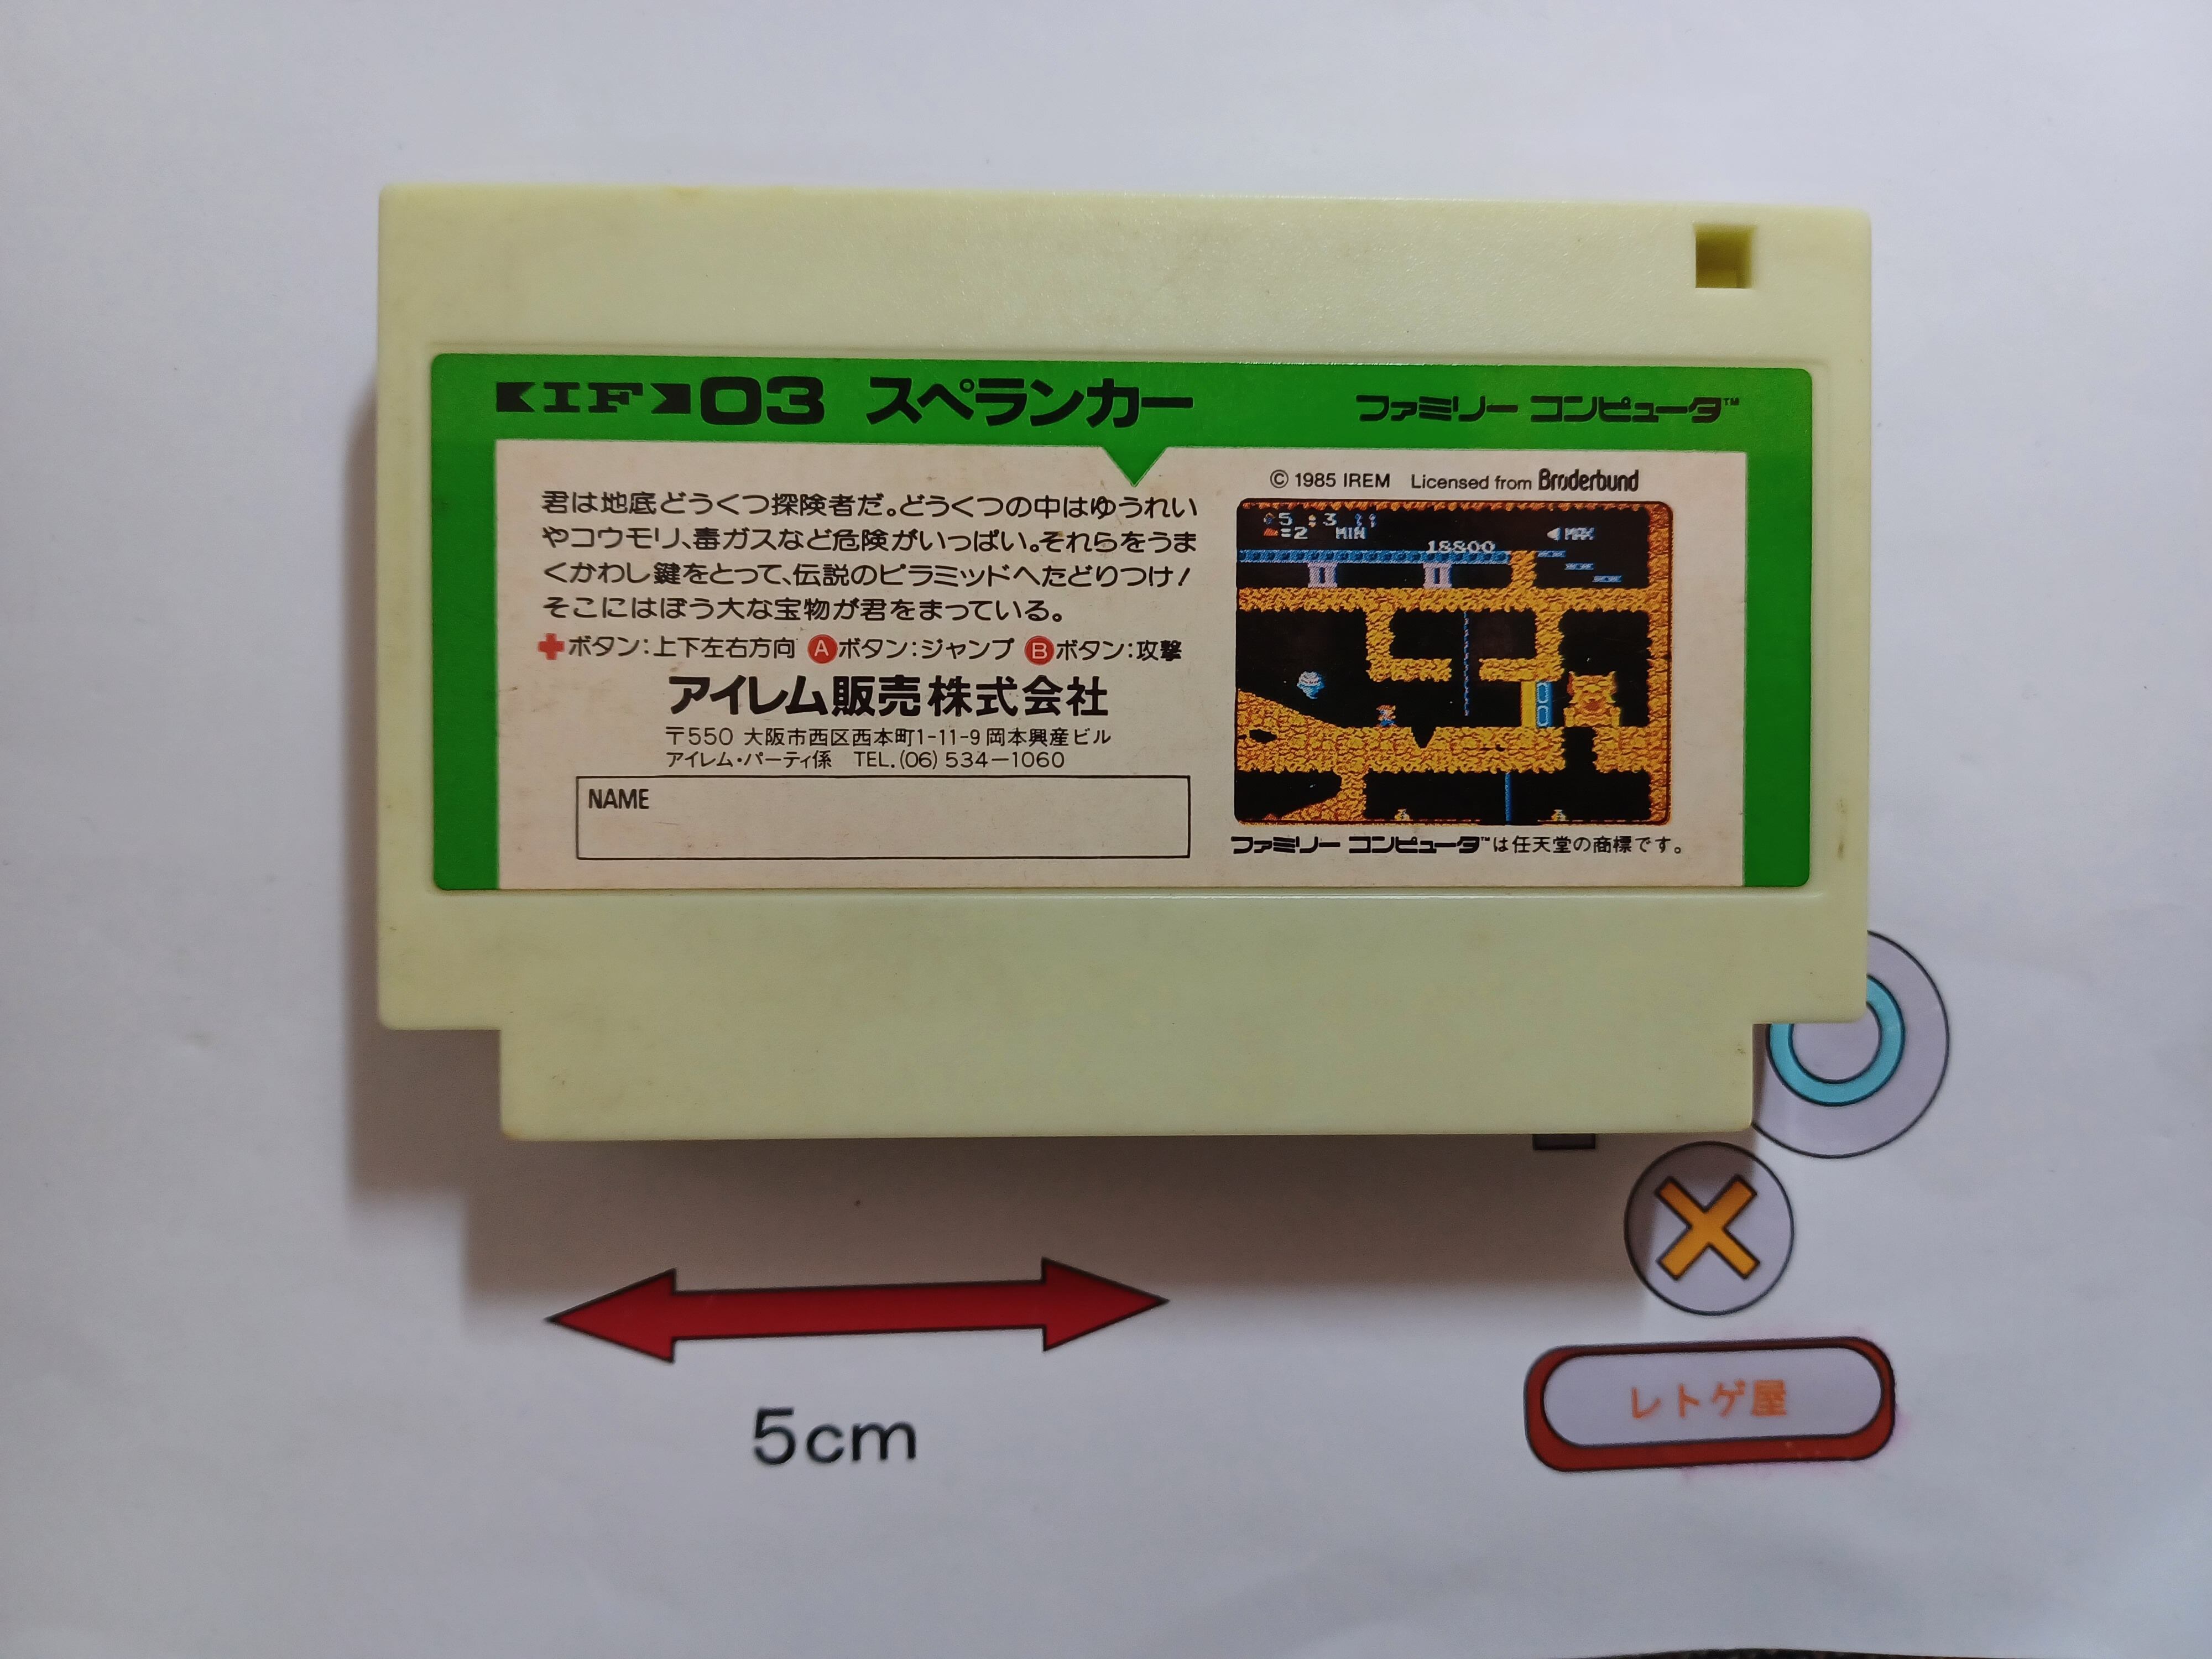 IF 03 スペランカー ファミリー コンピュータ™
君は地底どうくつ探険者だ。どうくつの中はゆうれい
やコウモリ、毒ガスなど危険がいっぱい。それらをうま
くかわし鍵をとって、伝説のピラミッドへたどりつけ!
そこにはぼう大な宝物が君をまっている。
✚ボタン:上下左右方向 Ⓐボタン:ジャンプ Ⓑボタン:攻撃
アイレム販売株式会社
〒550 大阪市西区西本町1-11-9 岡本興産ビル
アイレム・パーティ係 TEL.(06)534-1060
NAME
© 1985 IREM Licensed from Brøderbund
5 :3
=2 MIN
18800
MAX
ファミリー コンピュータ™は任天堂の商標です。
5cm
レトゲ屋